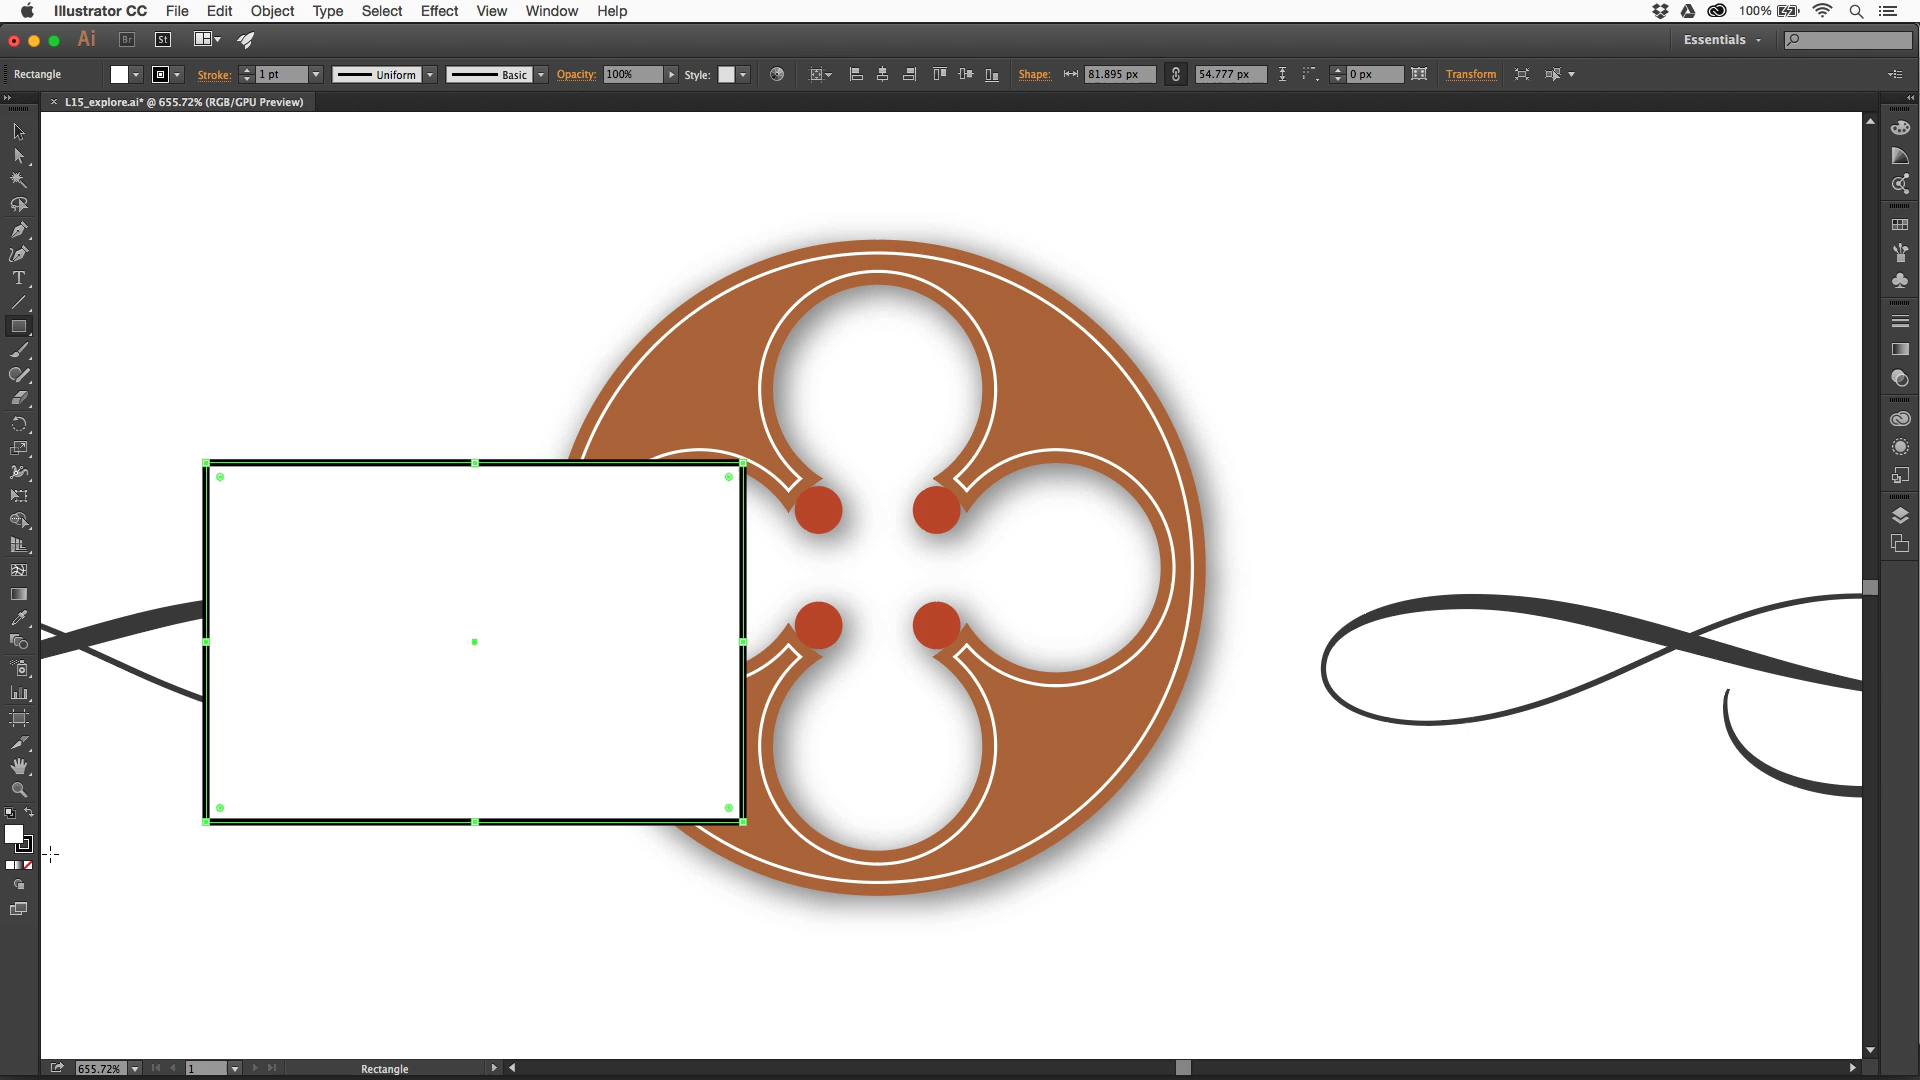 Illustrator CC File Edit Object Type Select Effect View Window Help 100%
Ai Br St Essentials
Rectangle Stroke: 1 pt Uniform Basic Opacity: 100% Style: Shape: 81.895 px 54.777 px 0 px Transform
× L15_explore.ai* @ 655.72% (RGB/GPU Preview)
T
655.72% 1 Rectangle